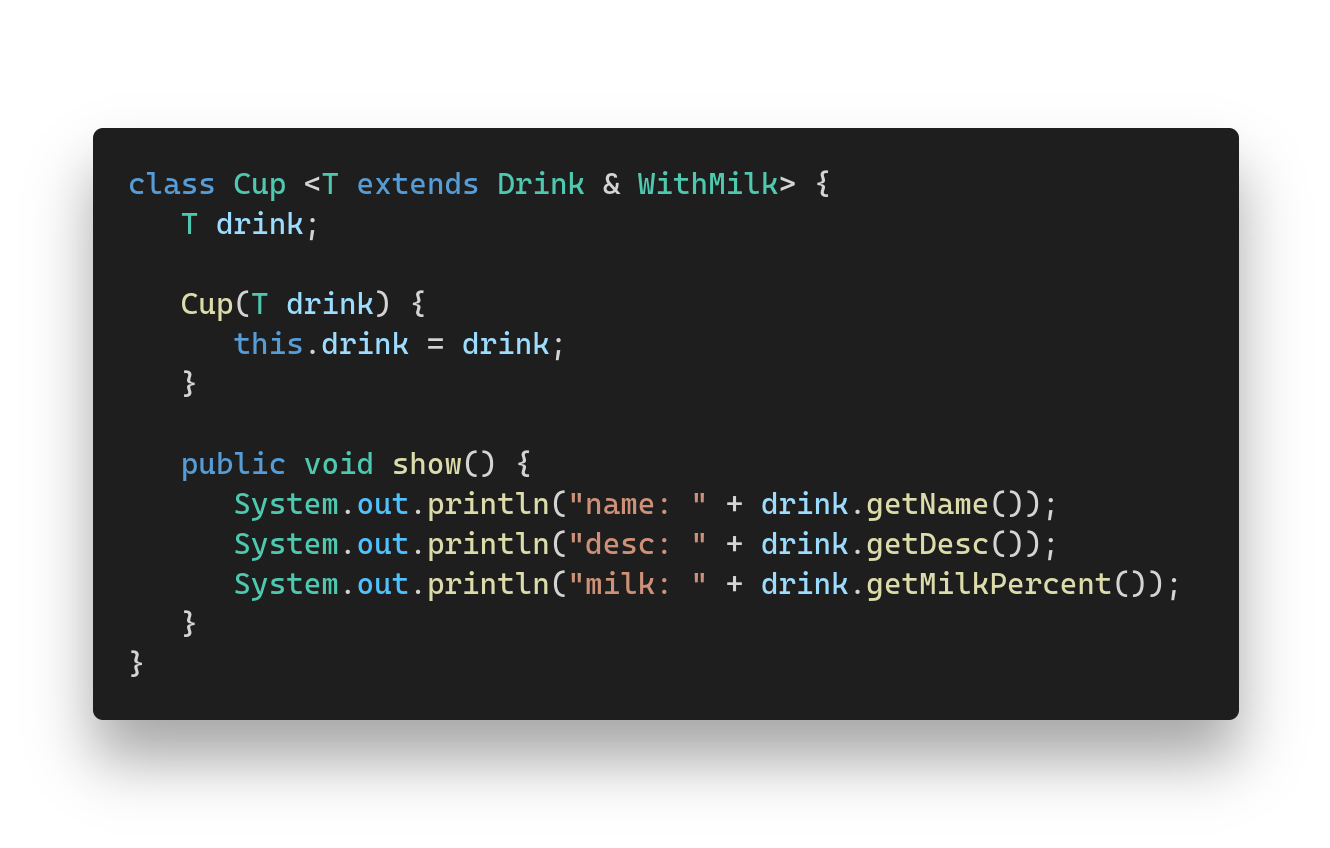 class Cup <T extends Drink & WithMilk> {
   T drink;

   Cup(T drink) {
      this.drink = drink;
   }

   public void show() {
      System.out.println("name: " + drink.getName());
      System.out.println("desc: " + drink.getDesc());
      System.out.println("milk: " + drink.getMilkPercent());
   }
}